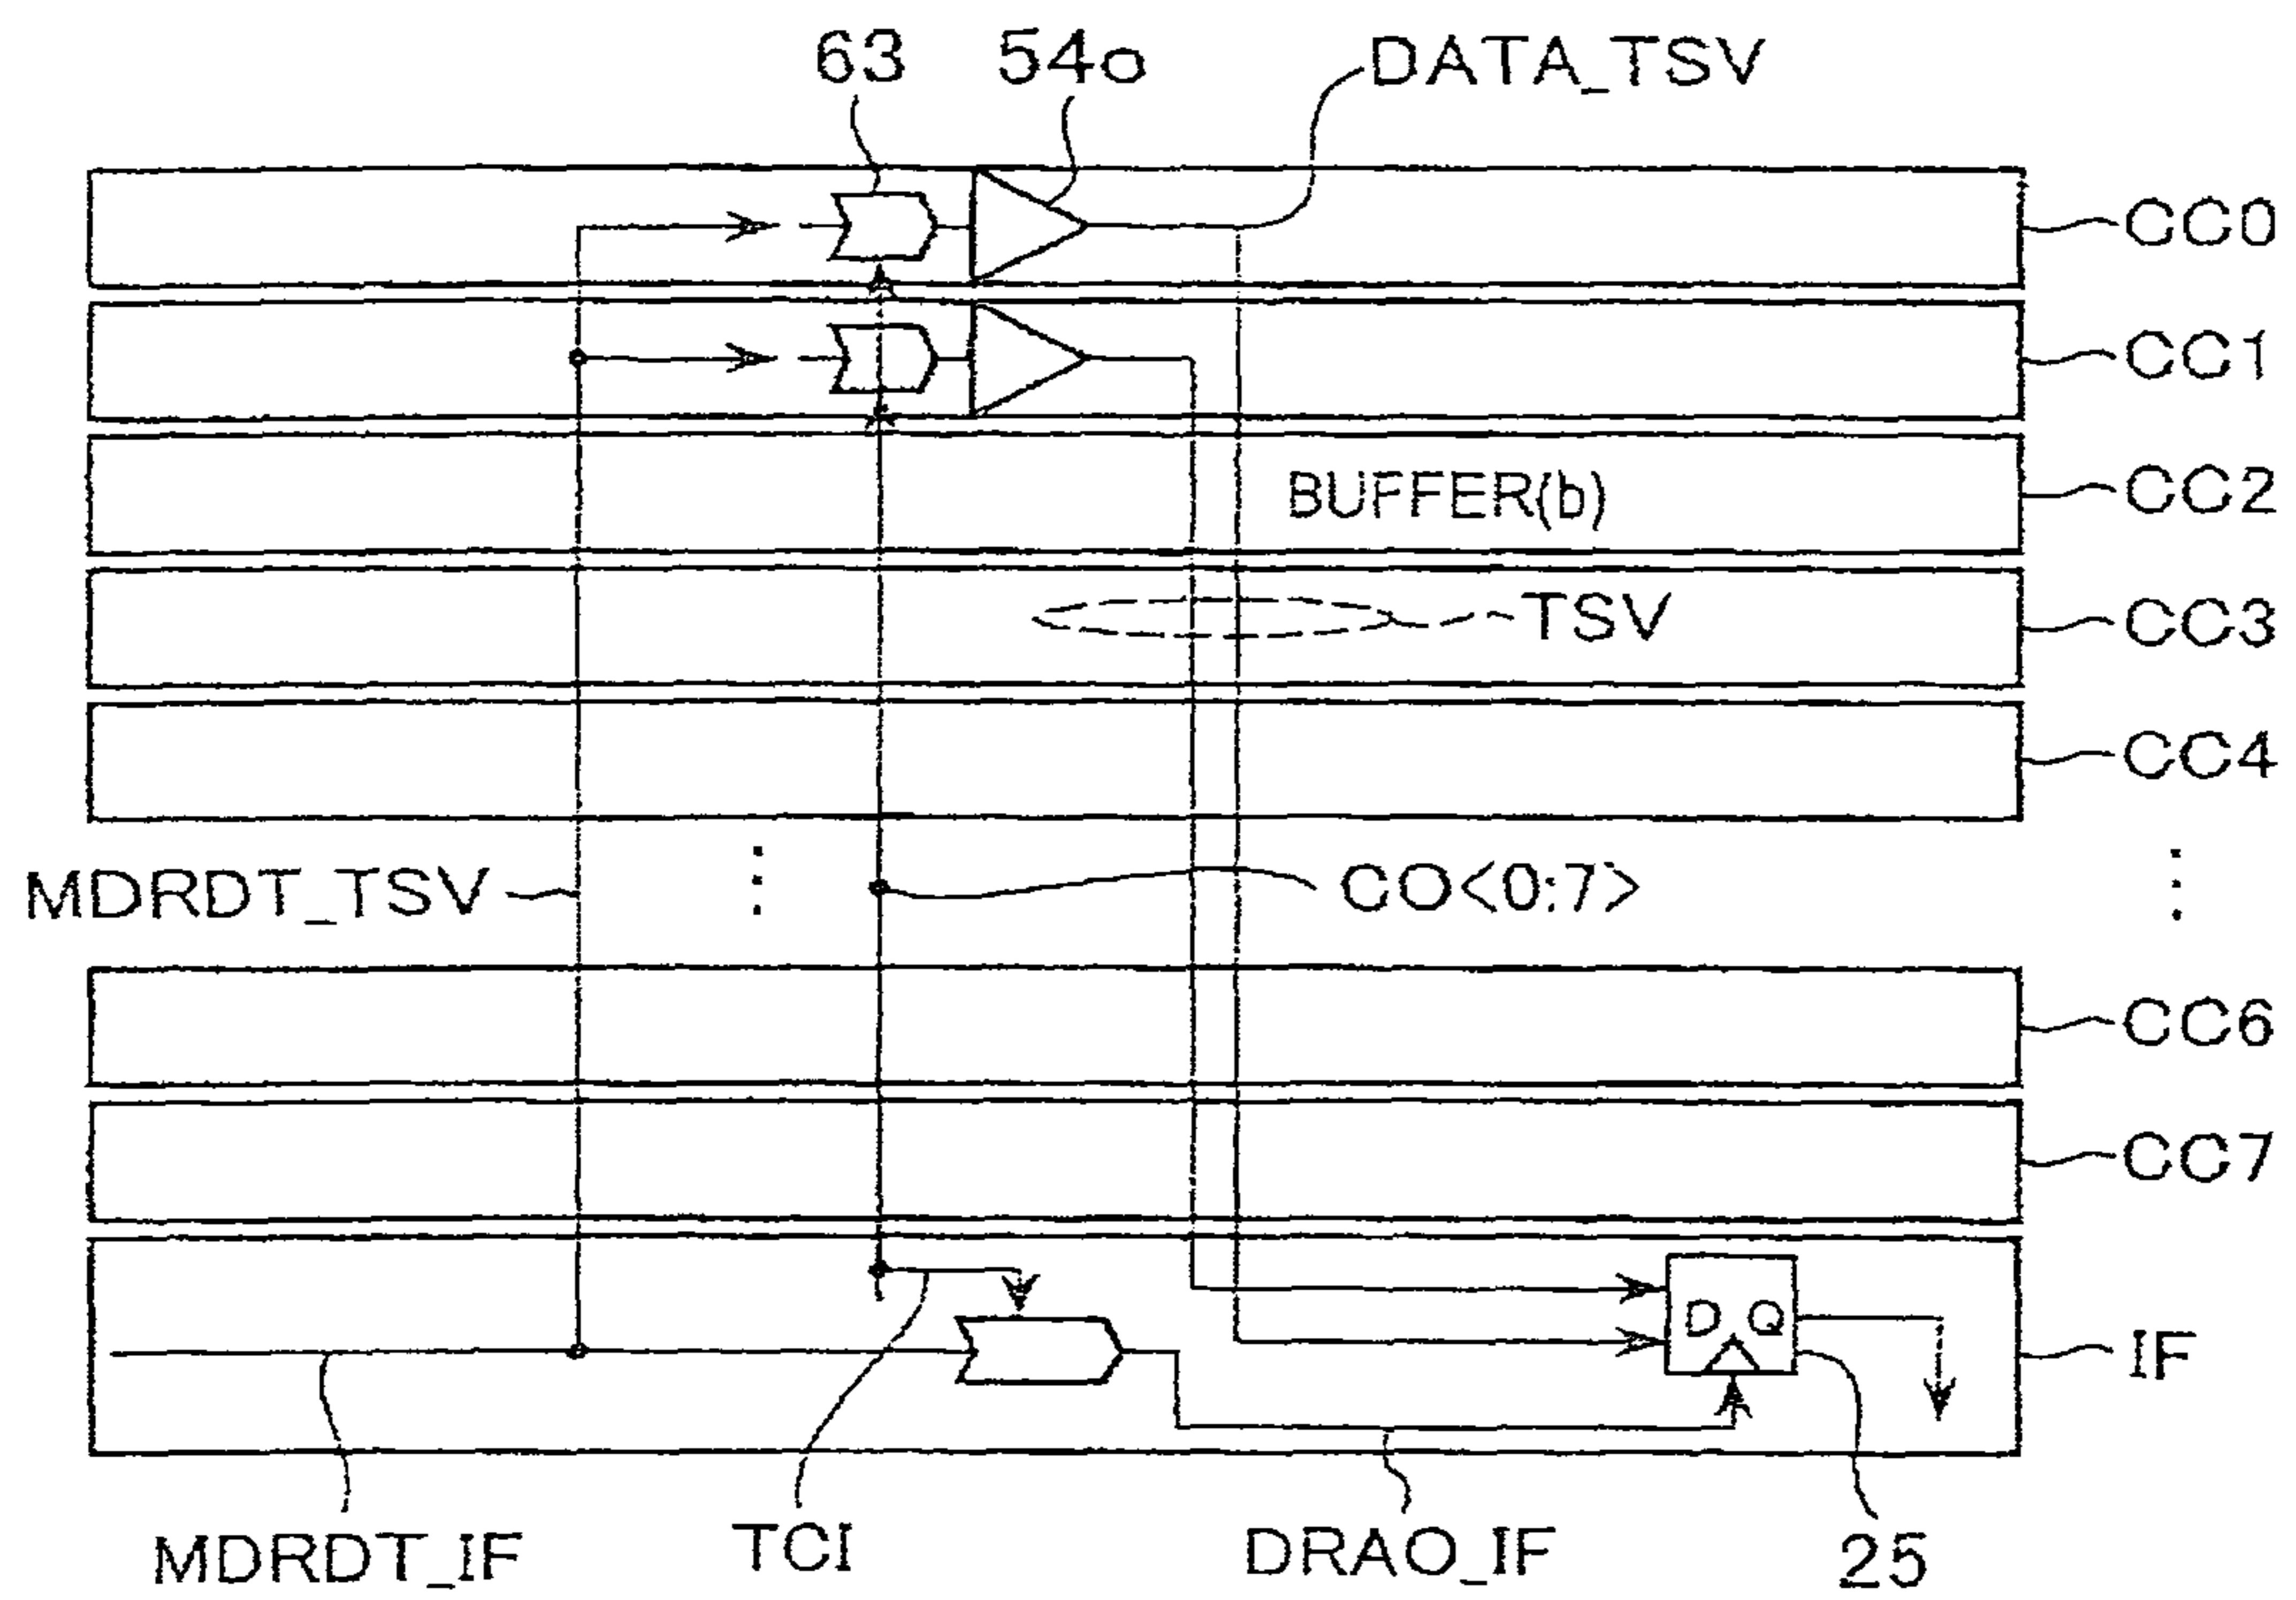 63 54o DATA_TSV
CC0
CC1
BUFFER(b) CC2
TSV CC3
CC4
MDRDT_TSV CO<0:7>
CC6
CC7
D Q
IF
MDRDT_IF TCI DRAO_IF 25